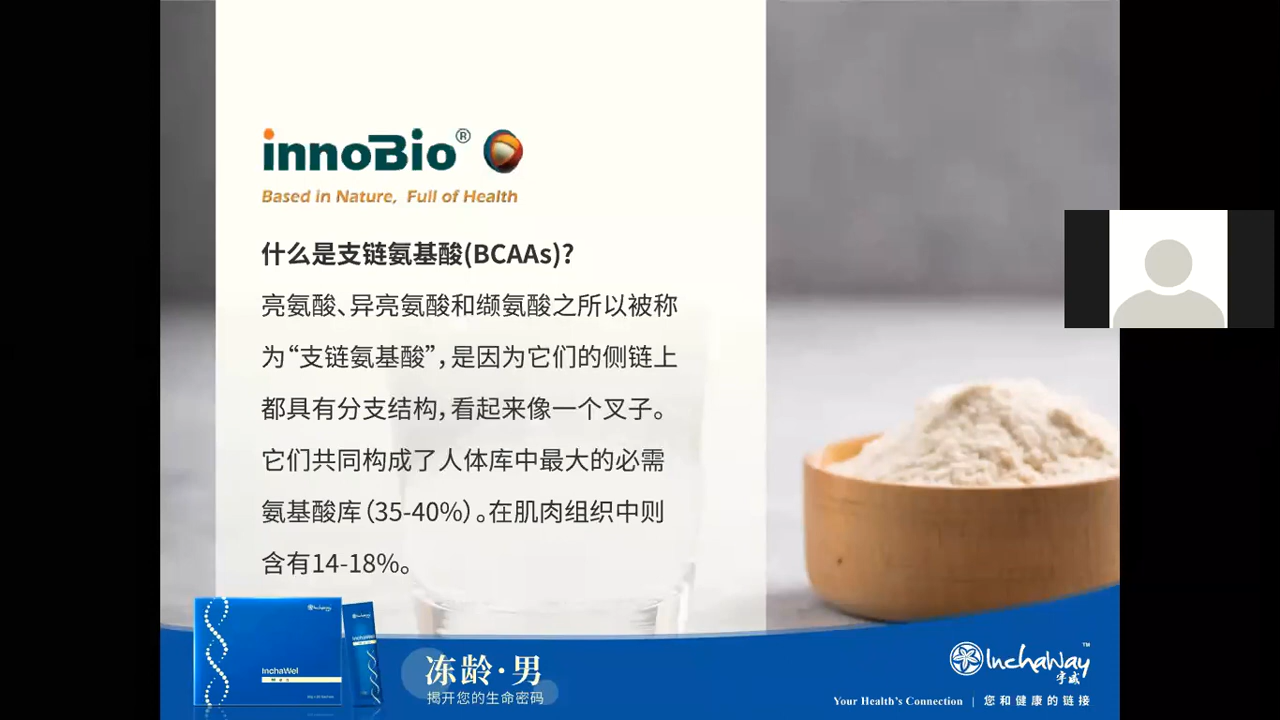 innoBio®
Based in Nature, Full of Health
什么是支链氨基酸(BCAAs)?
亮氨酸、异亮氨酸和缬氨酸之所以被称
为“支链氨基酸”，是因为它们的侧链上
都具有分支结构，看起来像一个叉子。
它们共同构成了人体库中最大的必需
氨基酸库（35-40%）。在肌肉组织中则
含有14-18%。
InchaWay
InchaWel
Men
InchaWay
InchaWel
冻龄·男
揭开您的生命密码
InchaWay™
宇威
Your Health's Connection | 您和健康的链接